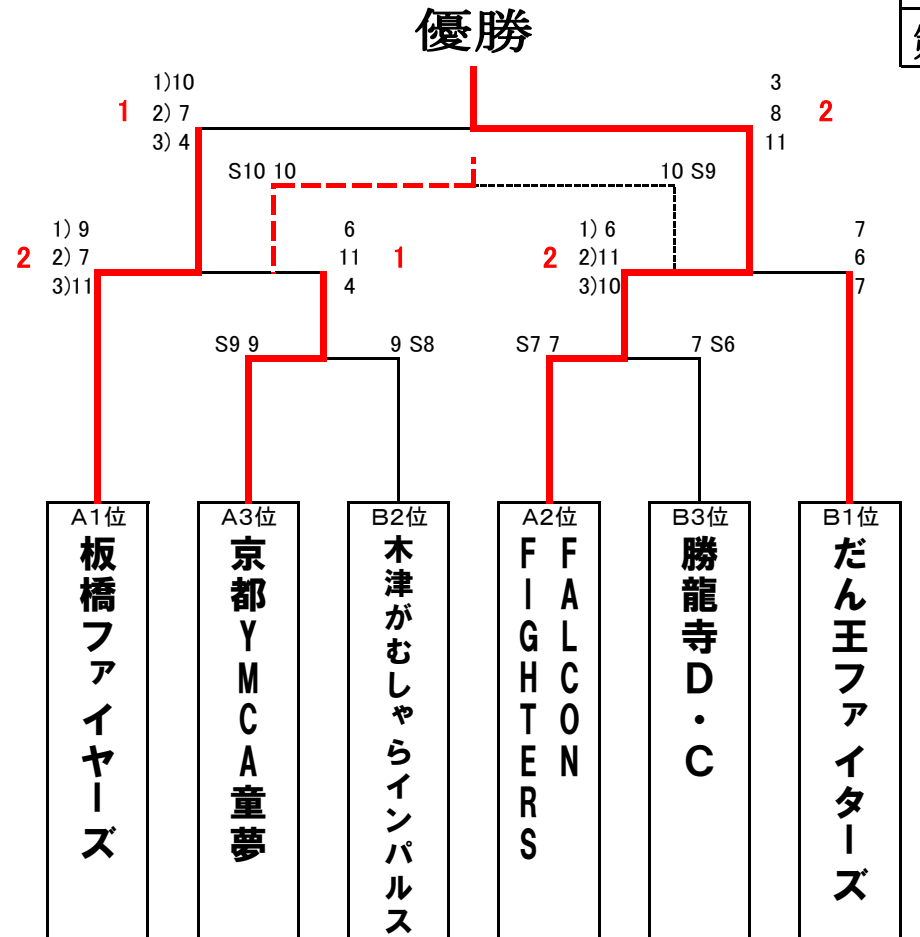 優勝
1)10
1 2) 7
3) 4
3
8 2
11
S10 10
10 S9
1) 9
2 2) 7
3)11
6
11 1
4
1) 6
2 2)11
3)10
7
6
7
S9 9
9 S8
S7 7
7 S6
A1位
板橋ファイヤーズ
A3位
京都YMCA童夢
B2位
木津がむしゃらインパルス
A2位
FALCON
FIGHTERS
B3位
勝龍寺D・C
B1位
だん王ファイターズ